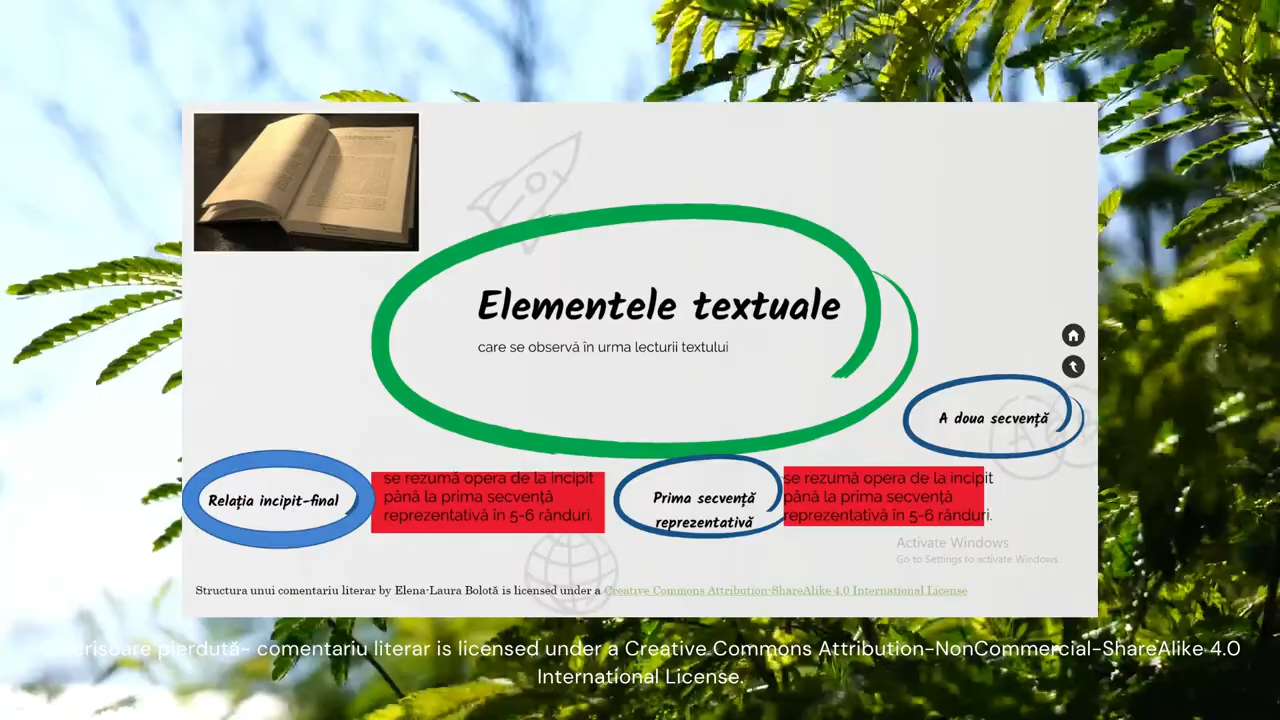 Elementele textuale
care se observă în urma lecturii textului
A doua secvență
Relația incipit-final
se rezumă opera de la incipit
până la prima secvență
reprezentativă în 5-6 rânduri.
Prima secvență
reprezentativă
se rezumă opera de la incipit
până la prima secvență
reprezentativă în 5-6 rânduri.
Activate Windows
Go to Settings to activate Windows.
Structura unui comentariu literar by Elena-Laura Bolotă is licensed under a Creative Commons Attribution-ShareAlike 4.0 International License
scrisoare pierdută- comentariu literar is licensed under a Creative Commons Attribution-NonCommercial-ShareAlike 4.0
International License.